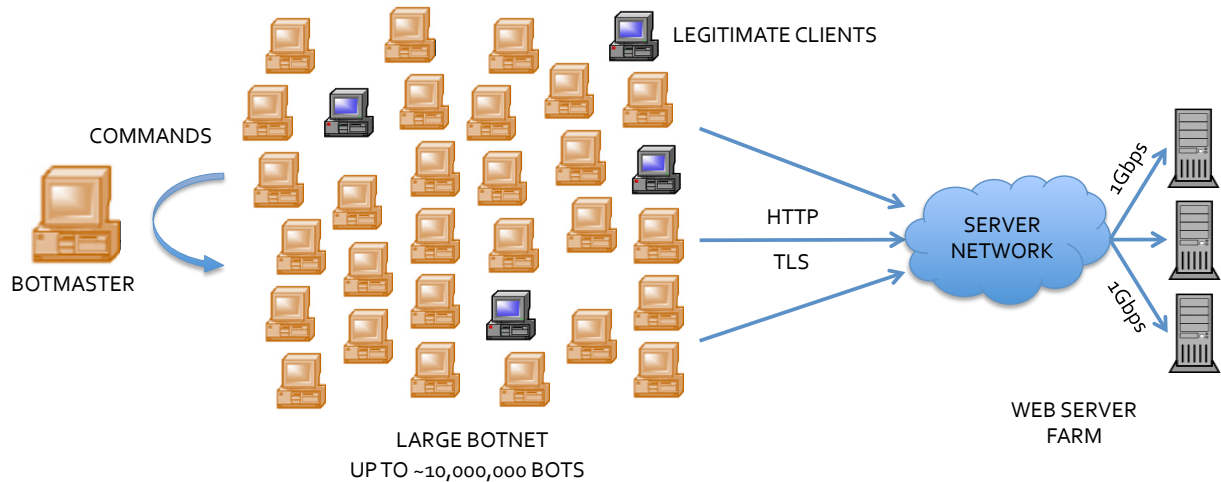 LEGITIMATE CLIENTS
COMMANDS
BOTMASTER
HTTP
TLS
SERVER
NETWORK
1Gbps
1Gbps
WEB SERVER
FARM
LARGE BOTNET
UP TO ~10,000,000 BOTS